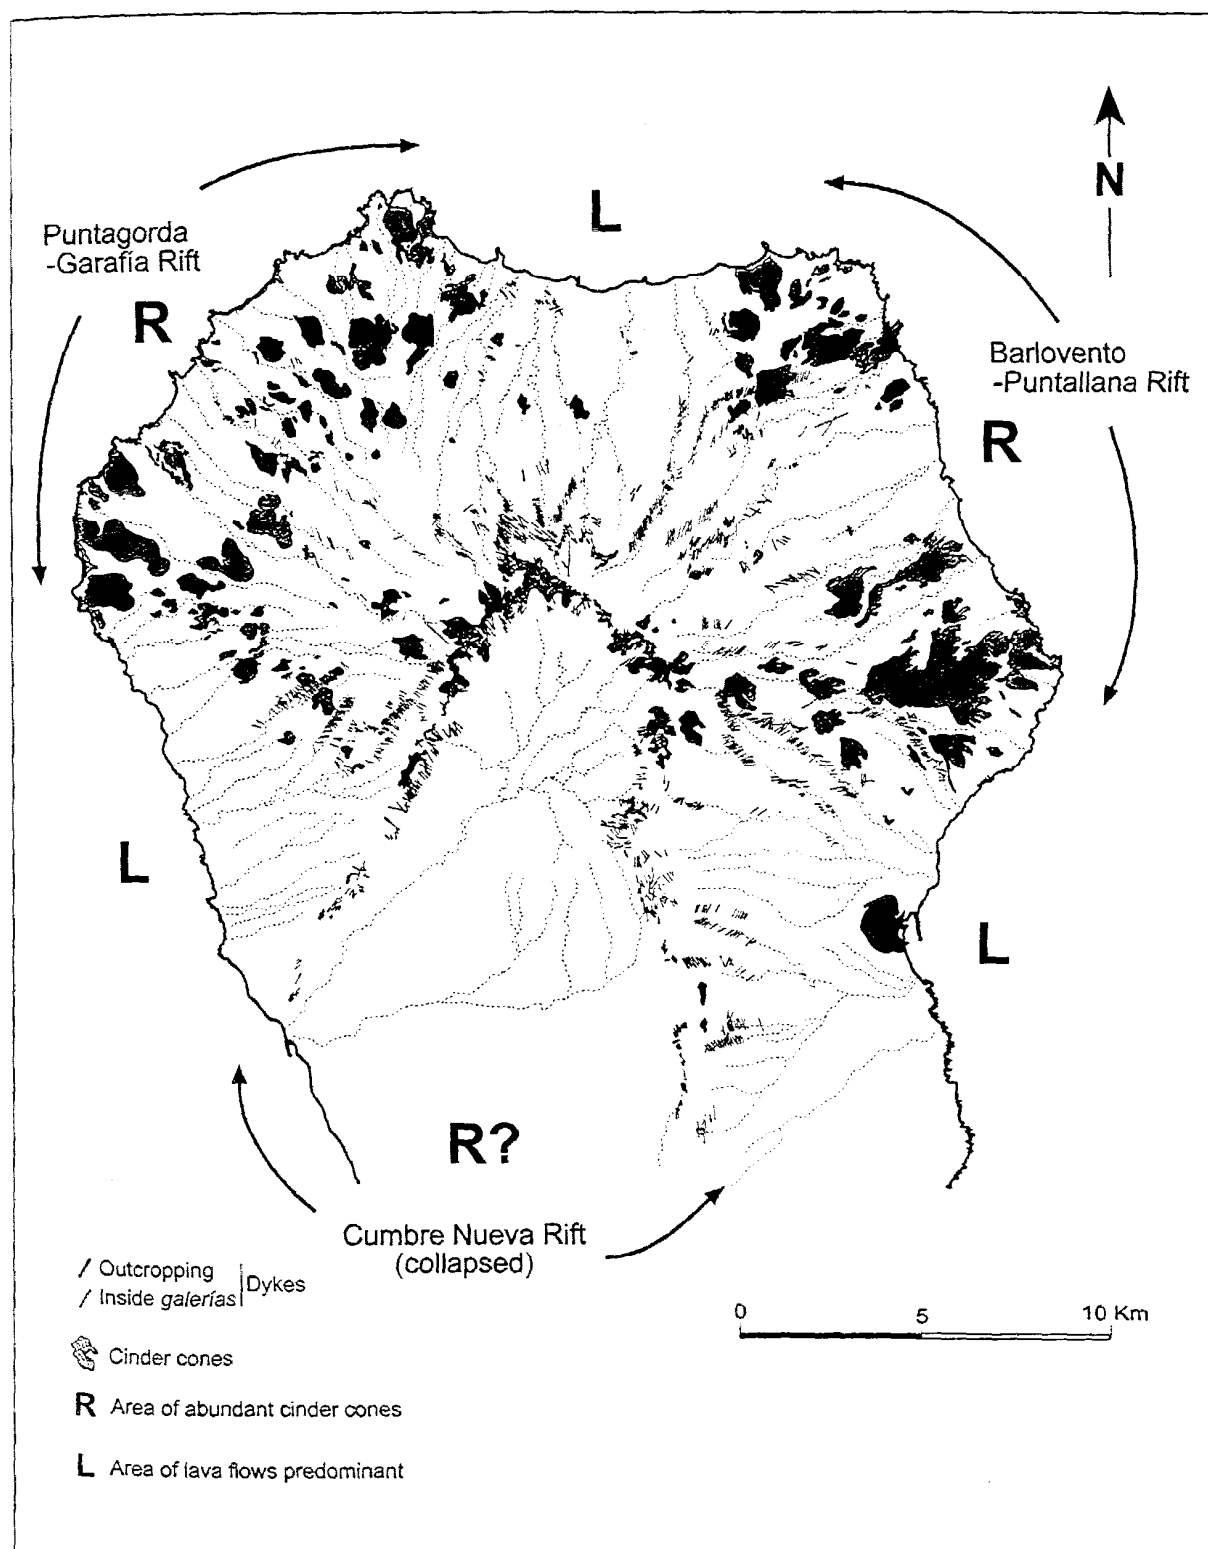 L
N
Puntagorda
-Garafía Rift
R
Barlovento
-Puntallana Rift
R
L
L
R?
Cumbre Nueva Rift
(collapsed)
Outcropping
Inside galerías
Dykes
Cinder cones
R Area of abundant cinder cones
L Area of lava flows predominant
0 5 10 Km